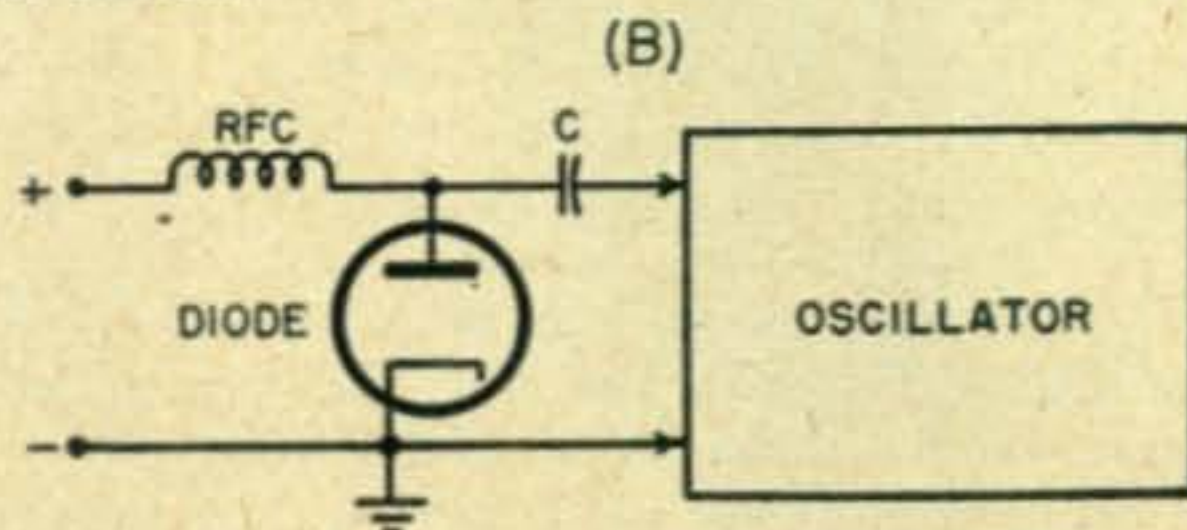 (B)
RFC
C
+
DIODE
OSCILLATOR
−